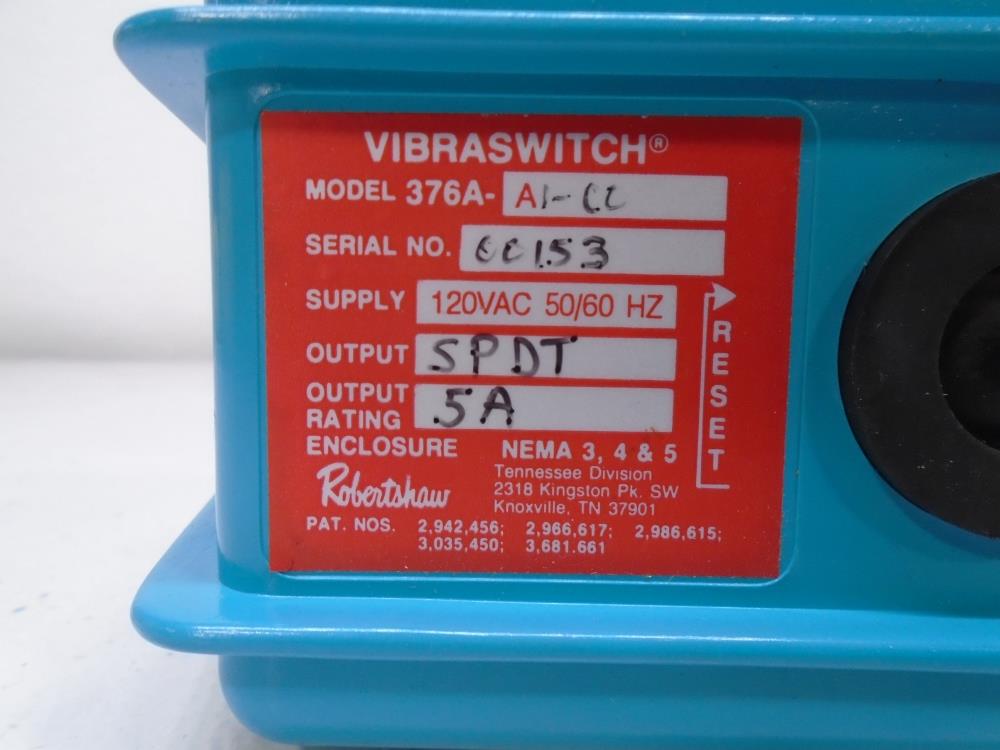 VIBRASWITCH®
MODEL 376A- A1-CC
SERIAL NO. CC153
SUPPLY 120VAC 50/60 HZ
OUTPUT SPDT
OUTPUT RATING 5A
ENCLOSURE NEMA 3, 4 & 5
Robertshaw
Tennessee Division
2318 Kingston Pk. SW
Knoxville, TN 37901
PAT. NOS. 2,942,456; 2,966,617; 2,986,615;
3,035,450; 3,681.661
RESET